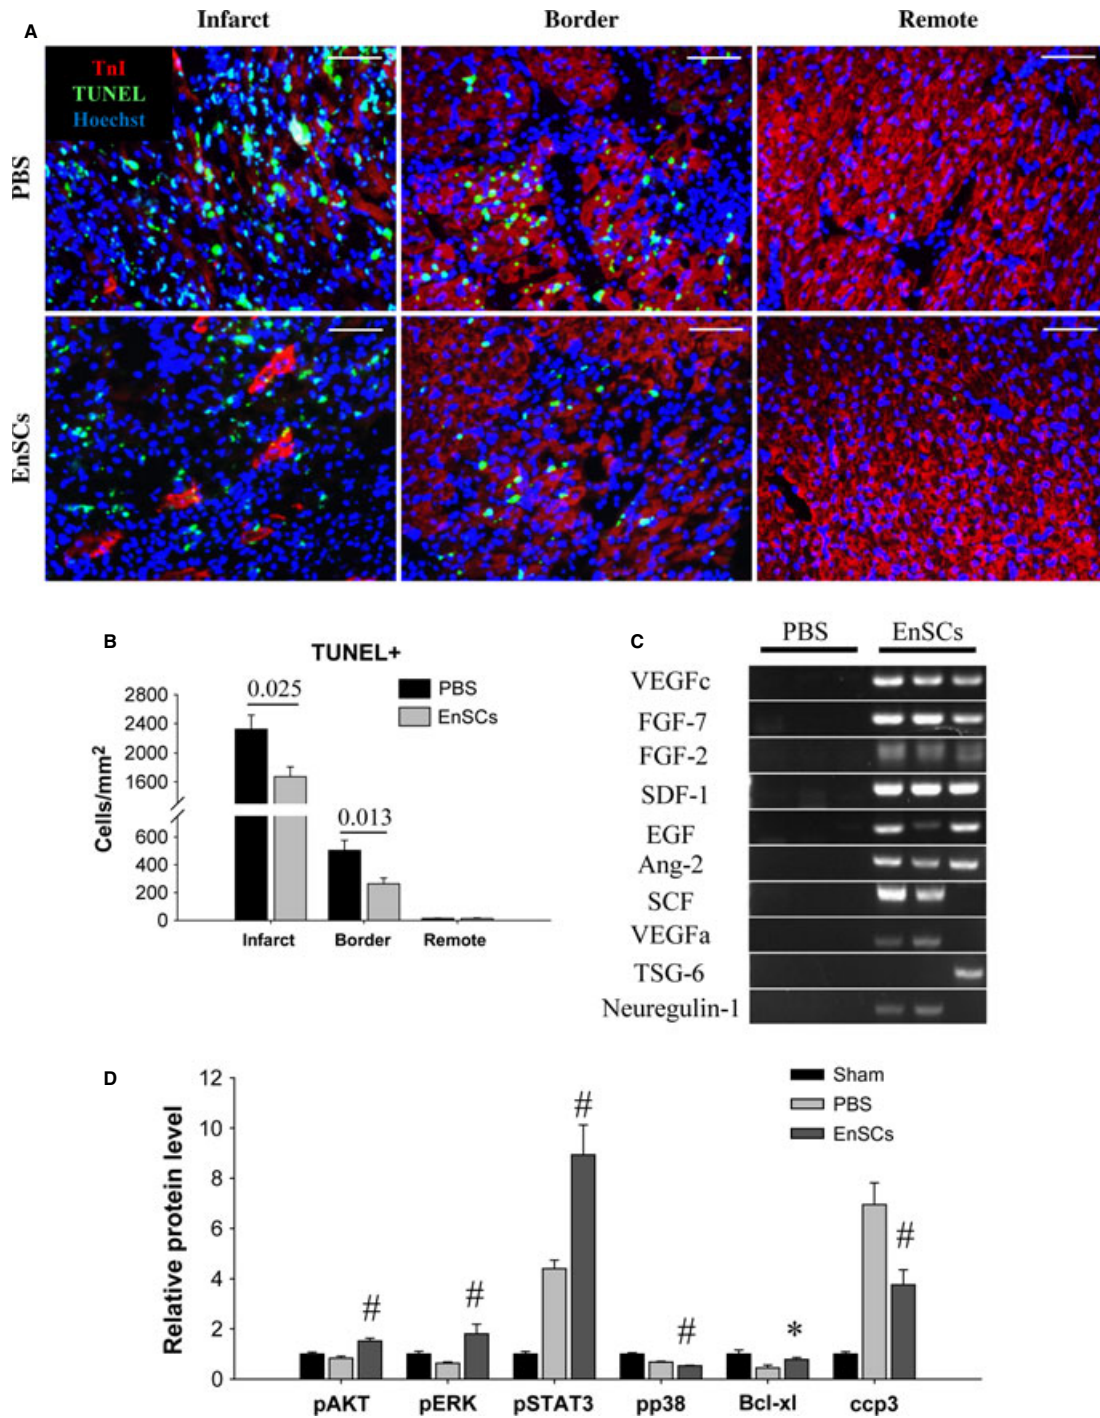 A
Infarct
Border
Remote
TnI
TUNEL
Hoechst
PBS
EnSCs
B
TUNEL+
PBS
EnSCs
0.025
0.013
Cells/mm2
2800
2400
2000
1600
600
400
200
0
Infarct
Border
Remote
C
PBS
EnSCs
VEGFc
FGF-7
FGF-2
SDF-1
EGF
Ang-2
SCF
VEGFa
TSG-6
Neuregulin-1
D
Sham
PBS
EnSCs
Relative protein level
12
10
8
6
4
2
0
#
#
#
#
*
#
pAKT
pERK
pSTAT3
pp38
Bcl-xl
ccp3